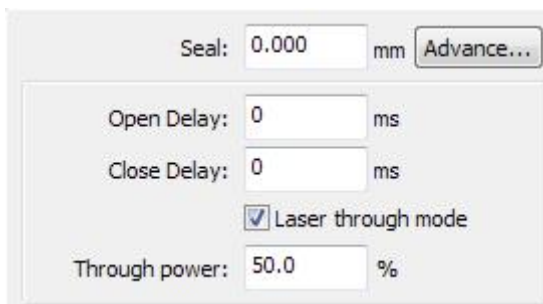 Seal: 0.000 mm Advance...
Open Delay: 0 ms
Close Delay: 0 ms
Laser through mode
Through power: 50.0 %